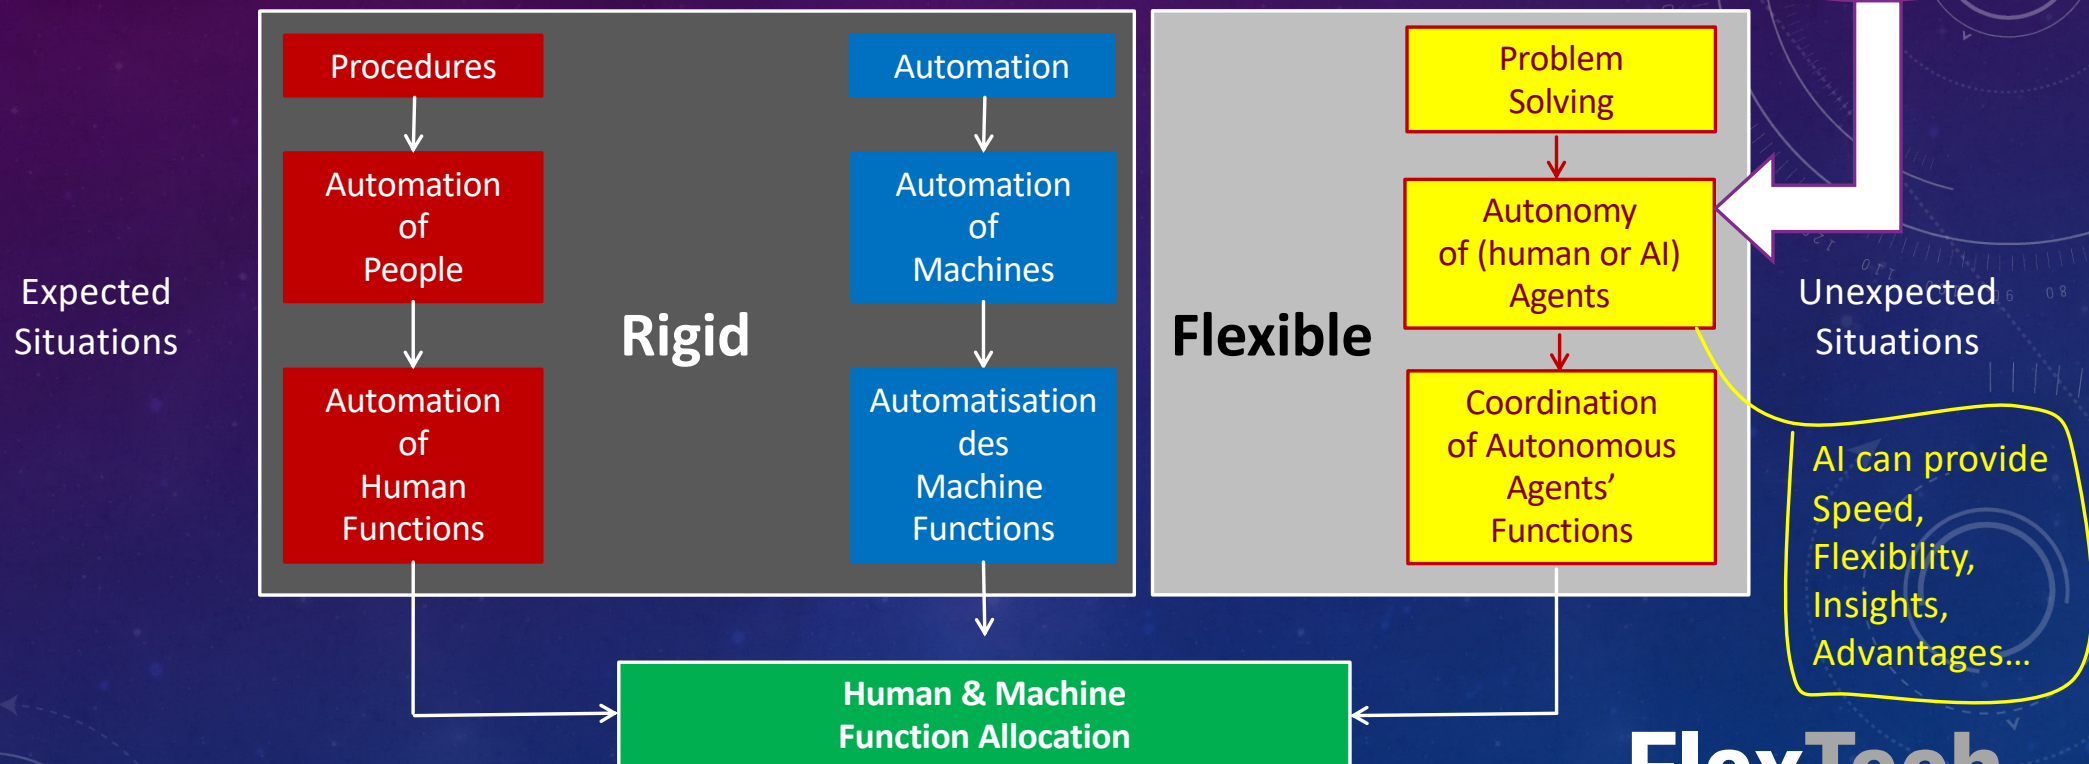 Procedures
Automation
of
People
Automation
of
Human
Functions
Expected
Situations
Rigid
Automation
Automation
of
Machines
Automatisation
des
Machine
Functions
Flexible
Problem
Solving
Autonomy
of (human or AI)
Agents
Coordination
of Autonomous
Agents’
Functions
Unexpected
Situations
AI can provide
Speed,
Flexibility,
Insights,
Advantages...
Human & Machine
Function Allocation
FlexTech